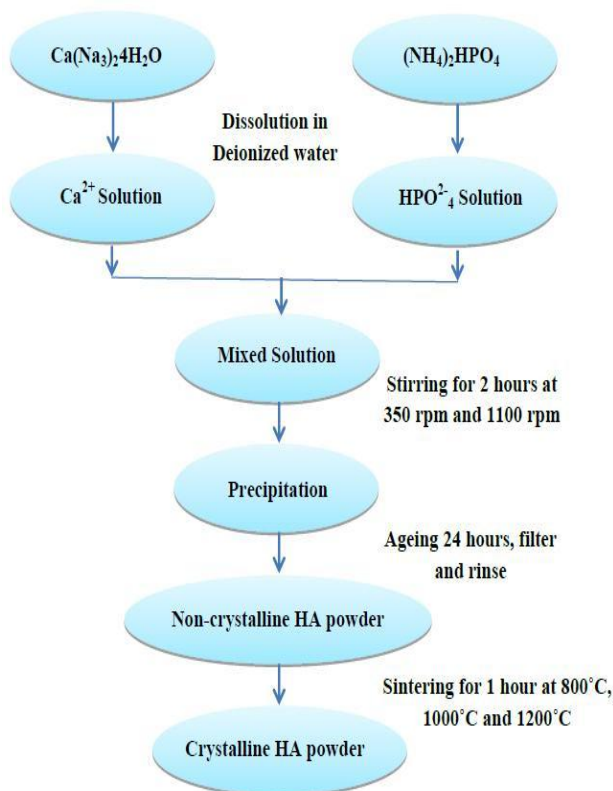 Ca(Na₃)₂4H₂O
(NH₄)₂HPO₄
Dissolution in
Deionized water
Ca²⁺ Solution
HPO²⁻₄ Solution
Mixed Solution
Stirring for 2 hours at
350 rpm and 1100 rpm
Precipitation
Ageing 24 hours, filter
and rinse
Non-crystalline HA powder
Sintering for 1 hour at 800˚C,
1000˚C and 1200˚C
Crystalline HA powder